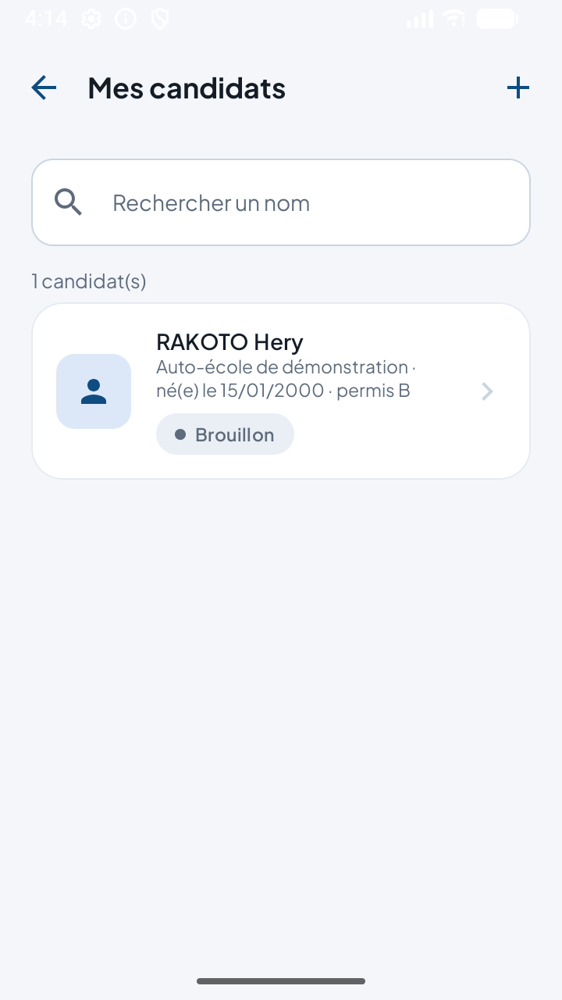 4:14
Mes candidats
Rechercher un nom
1 candidat(s)
RAKOTO Hery
Auto-école de démonstration ·
né(e) le 15/01/2000 · permis B
Brouillon